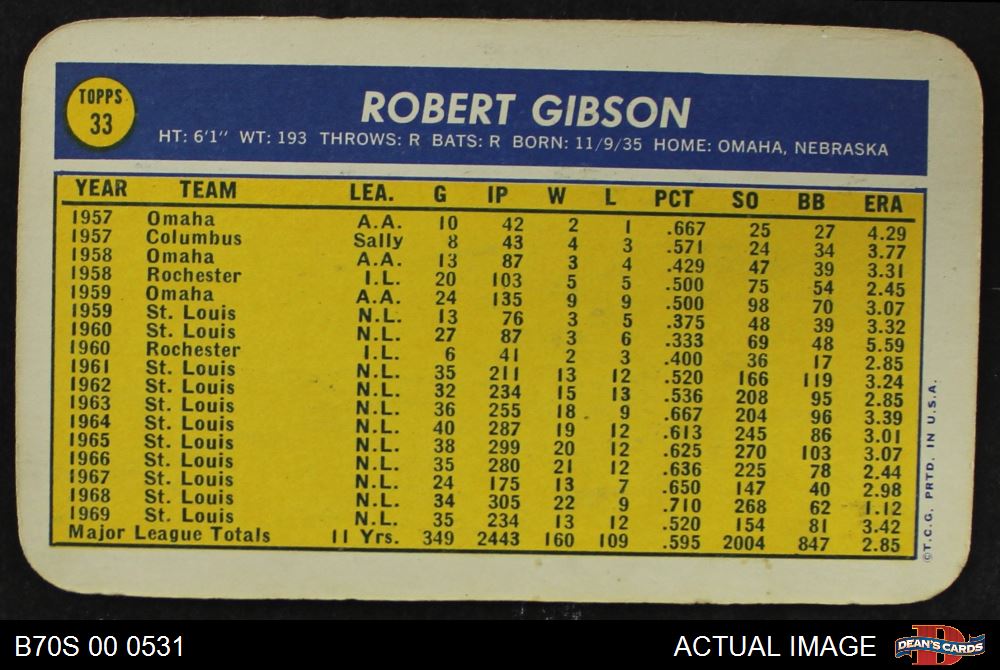 TOPPS
33
ROBERT GIBSON
HT: 6'1" WT: 193 THROWS: R BATS: R BORN: 11/9/35 HOME: OMAHA, NEBRASKA
YEAR TEAM LEA. G IP W L PCT SO BB ERA
1957 Omaha A.A. 10 42 2 1 .667 25 27 4.29
1957 Columbus Sally 8 43 4 3 .571 24 34 3.77
1958 Omaha A.A. 13 87 3 4 .429 47 39 3.31
1958 Rochester I.L. 20 103 5 5 .500 75 54 2.45
1959 Omaha A.A. 24 135 9 9 .500 98 70 3.07
1959 St. Louis N.L. 13 76 3 5 .375 48 39 3.32
1960 St. Louis N.L. 27 87 3 6 .333 69 48 5.59
1960 Rochester I.L. 6 41 2 3 .400 36 17 2.85
1961 St. Louis N.L. 35 211 13 12 .520 166 119 3.24
1962 St. Louis N.L. 32 234 15 13 .536 208 95 2.85
1963 St. Louis N.L. 36 255 18 9 .667 204 96 3.39
1964 St. Louis N.L. 40 287 19 12 .613 245 86 3.01
1965 St. Louis N.L. 38 299 20 12 .625 270 103 3.07
1966 St. Louis N.L. 35 280 21 12 .636 225 78 2.44
1967 St. Louis N.L. 24 175 13 7 .650 147 40 2.98
1968 St. Louis N.L. 34 305 22 9 .710 268 62 1.12
1969 St. Louis N.L. 35 234 13 12 .520 154 81 3.42
Major League Totals 11 Yrs. 349 2443 160 109 .595 2004 847 2.85
©T.C.G. PRTD. IN U.S.A.
B70S 00 0531
ACTUAL IMAGE
D
DEAN'S CARDS